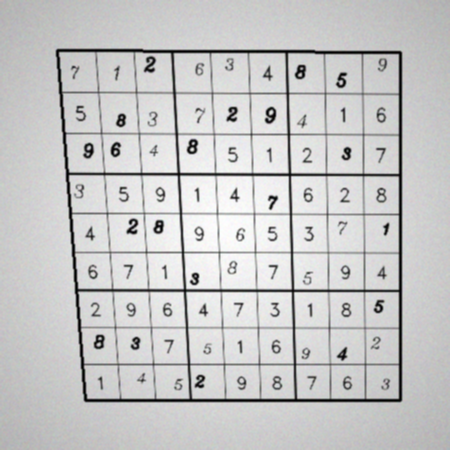 7 1 2 6 3 4 8 5 9
5 8 3 7 2 9 4 1 6
9 6 4 8 5 1 2 3 7
3 5 9 1 4 7 6 2 8
4 2 8 9 6 5 3 7 1
6 7 1 3 8 7 5 9 4
2 9 6 4 7 3 1 8 5
8 3 7 5 1 6 9 4 2
1 4 5 2 9 8 7 6 3